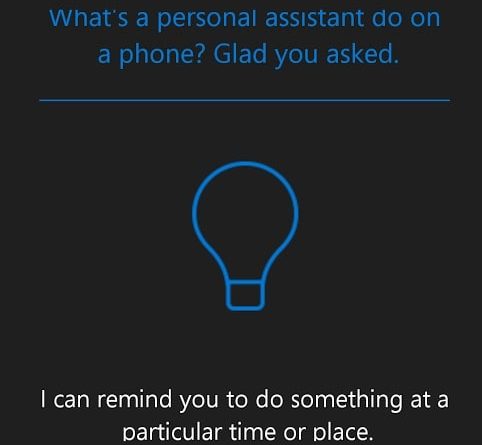 What's a personal assistant do on
a phone? Glad you asked.
I can remind you to do something at a
particular time or place.